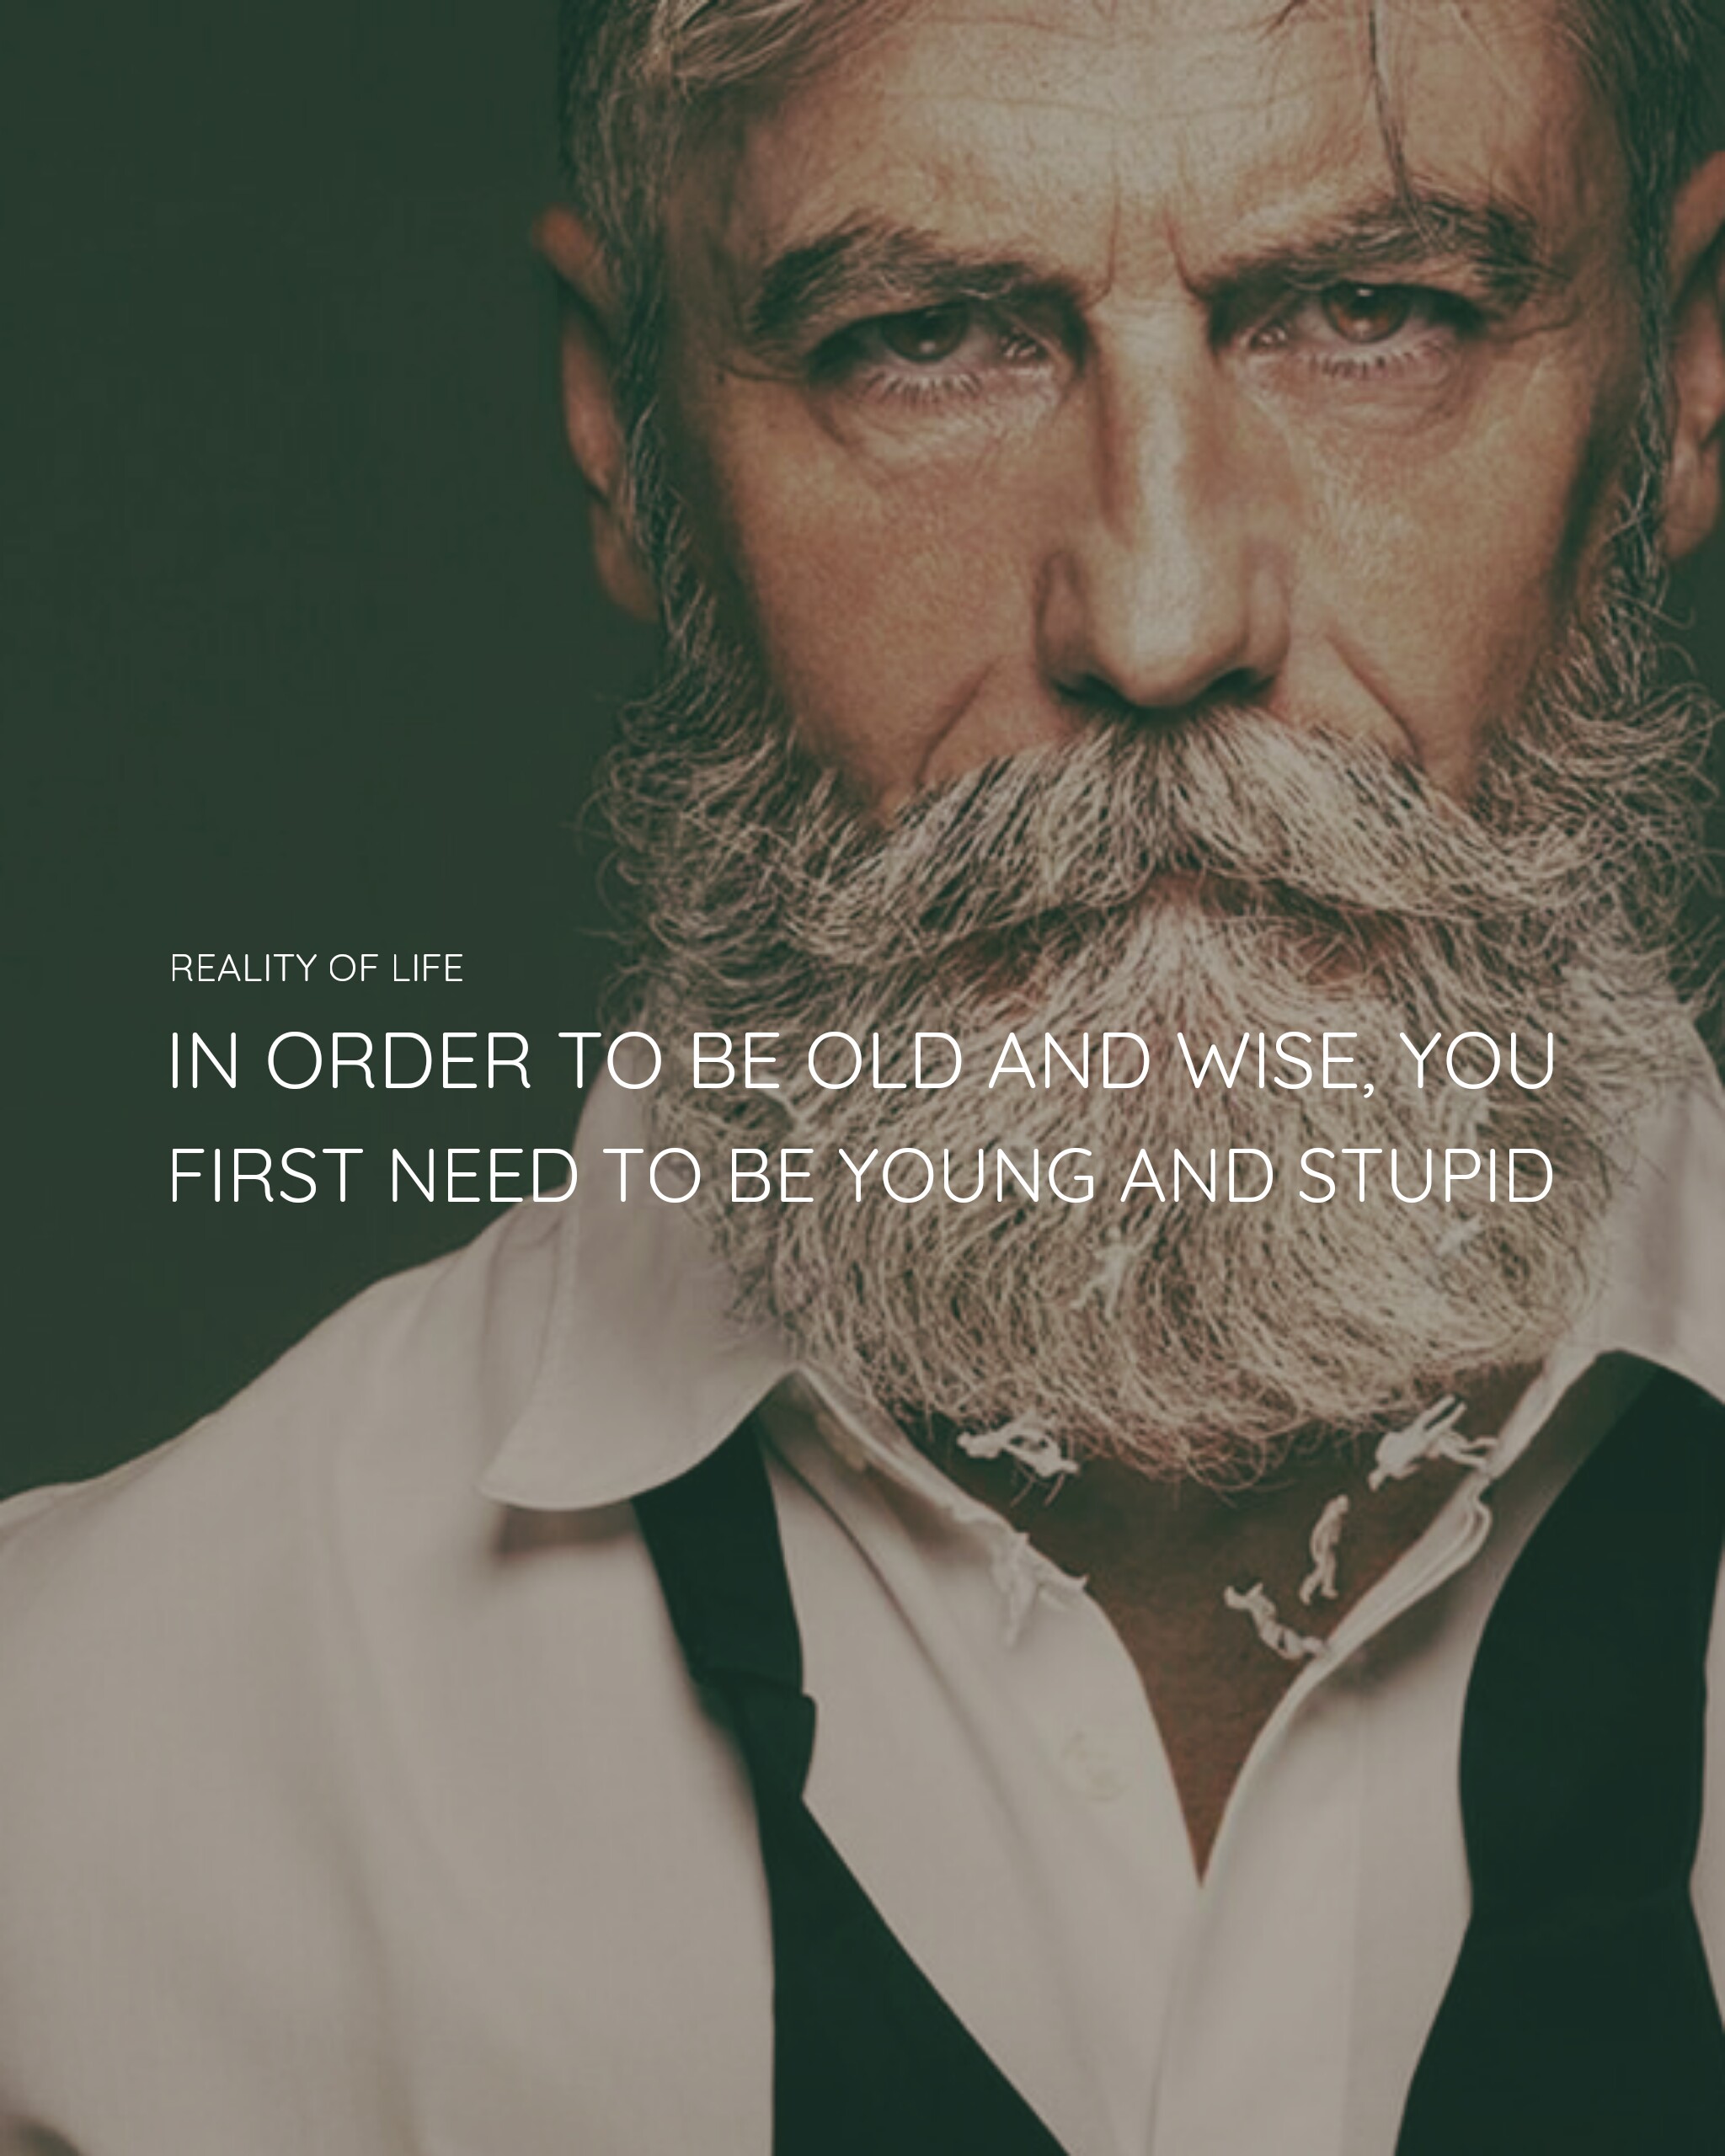 REALITY OF LIFE
IN ORDER TO BE OLD AND WISE, YOU
FIRST NEED TO BE YOUNG AND STUPID